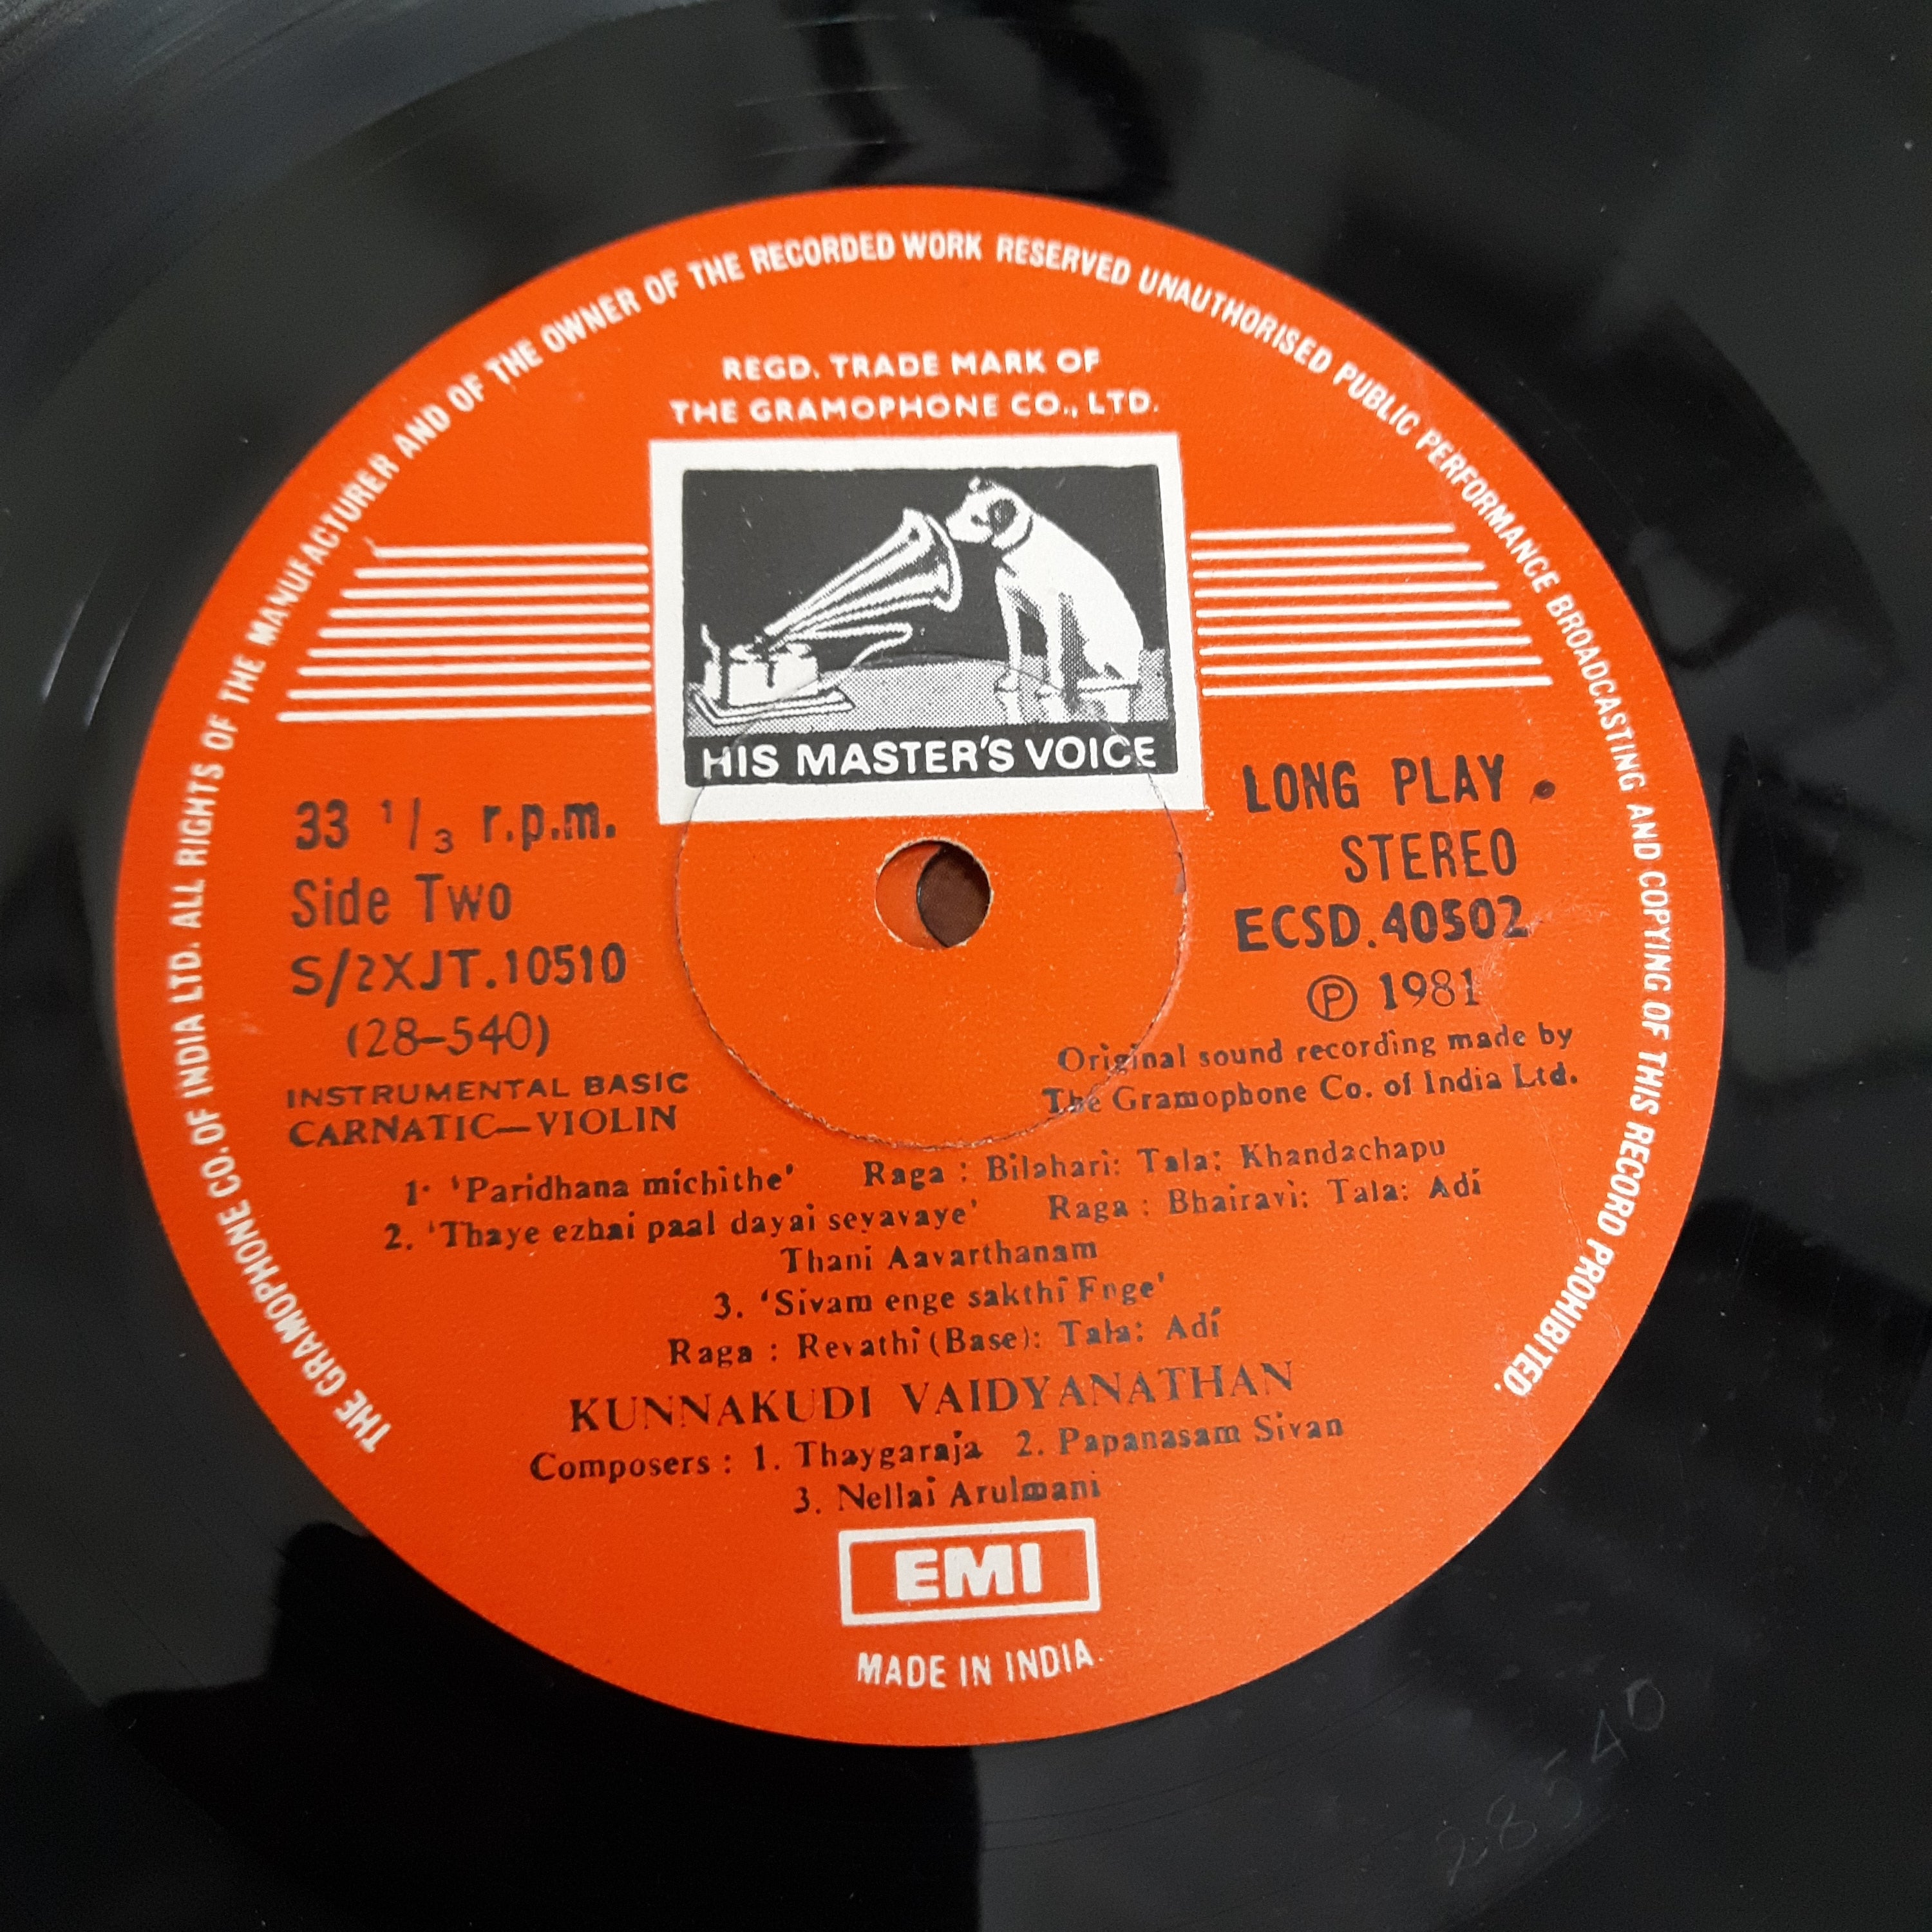 THE GRAMOPHONE CO. OF INDIA LTD. ALL RIGHTS OF THE MANUFACTURER AND OF THE OWNER OF THE RECORDED WORK RESERVED UNAUTHORISED PUBLIC PERFORMANCE BROADCASTING AND COPYING OF THIS RECORD PROHIBITED.
REGD. TRADE MARK OF
THE GRAMOPHONE CO., LTD.
HIS MASTER'S VOICE
33 1/3 r.p.m.
Side Two
S/2XJT.10510
(28-540)
INSTRUMENTAL BASIC
CARNATIC—VIOLIN
LONG PLAY
STEREO
ECSD.40502
Ⓟ 1981
Original sound recording made by
The Gramophone Co. of India Ltd.
1. 'Paridhana michithe' Raga : Bilahari: Tala: Khandachapu
2. 'Thaye ezhai paal dayai seyavaye' Raga : Bhairavi: Tala: Adi
Thani Aavarthanam
3. 'Sivam enge sakthi Fnge'
Raga : Revathi (Base): Tala: Adi
KUNNAKUDI VAIDYANATHAN
Composers : 1. Thaygaraja 2. Papanasam Sivan
3. Nellai Arulmani
EMI
MADE IN INDIA.
28540